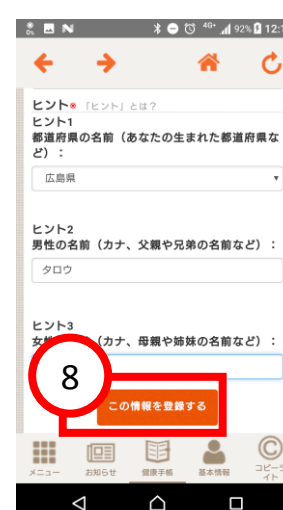 4G+ 92% 12:1
ヒント※ 「ヒント」とは？
ヒント1
都道府県の名前（あなたの生まれた都道府県な
ど）：
広島県
ヒント2
男性の名前（カナ、父親や兄弟の名前など）：
タロウ
ヒント3
（カナ、母親や姉妹の名前など）：
8
この情報を登録する
メニュー お知らせ 健康手帳 基本情報 コピーラ
イト